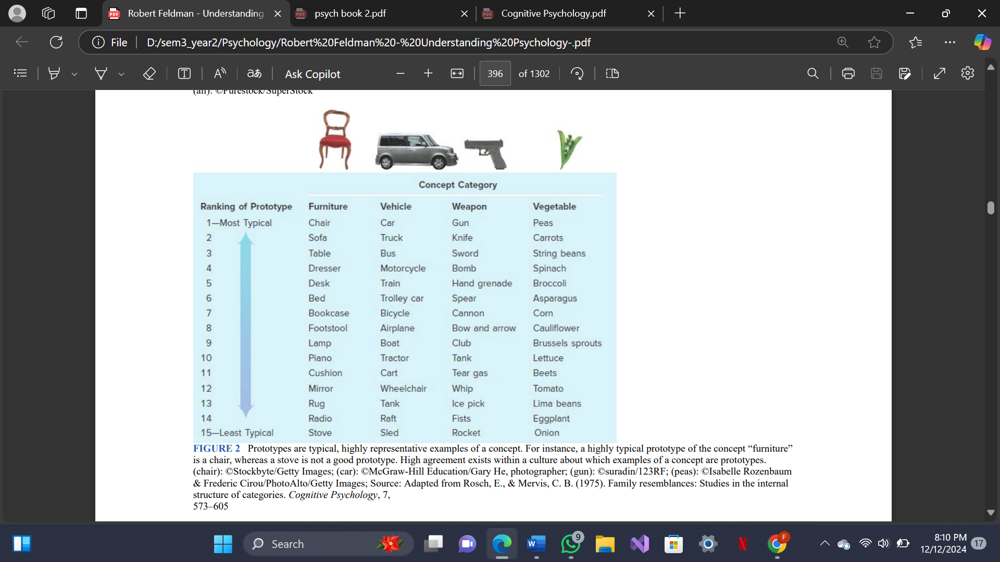 Robert Feldman - Understanding
psych book 2.pdf
Cognitive Psychology.pdf
File
D:/sem3_year2/Psychology/Robert%20Feldman%20-%20Understanding%20Psychology-.pdf
Ask Copilot
396 of 1302
(all): ©Purestock/SuperStock
Concept Category
Ranking of Prototype Furniture Vehicle Weapon Vegetable
1—Most Typical Chair Car Gun Peas
2 Sofa Truck Knife Carrots
3 Table Bus Sword String beans
4 Dresser Motorcycle Bomb Spinach
5 Desk Train Hand grenade Broccoli
6 Bed Trolley car Spear Asparagus
7 Bookcase Bicycle Cannon Corn
8 Footstool Airplane Bow and arrow Cauliflower
9 Lamp Boat Club Brussels sprouts
10 Piano Tractor Tank Lettuce
11 Cushion Cart Tear gas Beets
12 Mirror Wheelchair Whip Tomato
13 Rug Tank Ice pick Lima beans
14 Radio Raft Fists Eggplant
15—Least Typical Stove Sled Rocket Onion
FIGURE 2 Prototypes are typical, highly representative examples of a concept. For instance, a highly typical prototype of the concept “furniture”
is a chair, whereas a stove is not a good prototype. High agreement exists within a culture about which examples of a concept are prototypes.
(chair): ©Stockbyte/Getty Images; (car): ©McGraw-Hill Education/Gary He, photographer; (gun): ©suradin/123RF; (peas): ©Isabelle Rozenbaum
& Frederic Cirou/PhotoAlto/Getty Images; Source: Adapted from Rosch, E., & Mervis, C. B. (1975). Family resemblances: Studies in the internal
structure of categories. Cognitive Psychology, 7,
573–605
Search
9
8:10 PM
12/12/2024
17